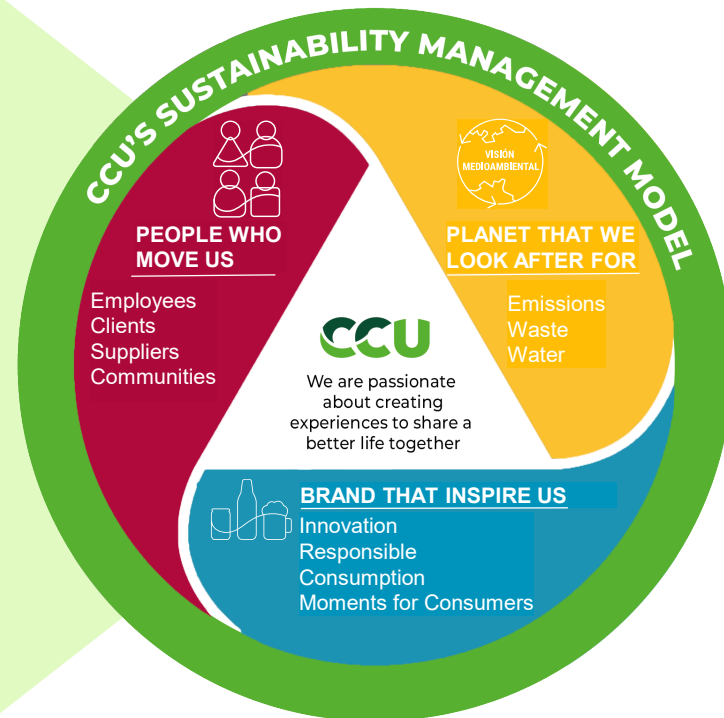 CCU'S SUSTAINABILITY MANAGEMENT MODEL
PEOPLE WHO
MOVE US
Employees
Clients
Suppliers
Communities
VISIÓN
MEDIOAMBIENTAL
PLANET THAT WE
LOOK AFTER FOR
Emissions
Waste
Water
CCU
We are passionate
about creating
experiences to share a
better life together
BRAND THAT INSPIRE US
Innovation
Responsible
Consumption
Moments for Consumers